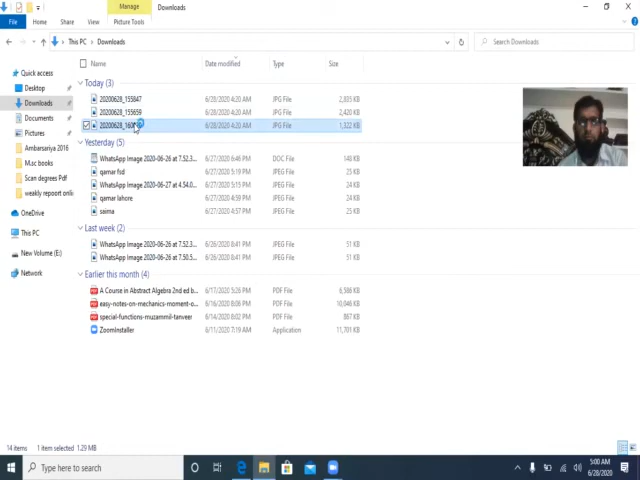 Manage
Downloads
File
Home
Share
View
Picture Tools
This PC
Downloads
Search Downloads
Name
Date modified
Type
Size
Quick access
Desktop
Downloads
Documents
Pictures
Ambarsariya 2016
M.sc books
Scan degrees Pdf
weekly repoort onlin
OneDrive
This PC
New Volume (E:)
Network
Today (3)
20200628_155847 6/28/2020 4:20 AM JPG File 2,835 KB
20200628_155659 6/28/2020 4:20 AM JPG File 2,420 KB
6/28/2020 4:20 AM JPG File 1,322 KB
Yesterday (5)
WhatsApp Image 2020-06-26 at 7.52.3... 6/27/2020 6:46 PM DOC File 148 KB
qamar fsd 6/27/2020 5:19 PM JPEG File 24 KB
WhatsApp Image 2020-06-27 at 4.54.0... 6/27/2020 5:15 PM JPEG File 24 KB
qamar lahore 6/27/2020 4:59 PM JPEG File 25 KB
saima 6/27/2020 4:57 PM JPEG File 25 KB
Last week (2)
WhatsApp Image 2020-06-26 at 7.52.3... 6/26/2020 8:41 PM JPEG File 51 KB
WhatsApp Image 2020-06-26 at 7.50.5... 6/26/2020 8:41 PM JPEG File 51 KB
Earlier this month (4)
A Course in Abstract Algebra 2nd ed b... 6/17/2020 5:26 PM PDF File 6,586 KB
easy-notes-on-mechanics-moment-o... 6/16/2020 8:06 PM PDF File 10,046 KB
special-functions-muzammil-tanveer 6/14/2020 8:02 PM PDF File 867 KB
ZoomInstaller 6/11/2020 7:19 AM Application 11,701 KB
14 items 1 item selected 1.29 MB
Type here to search
5:00 AM
6/28/2020